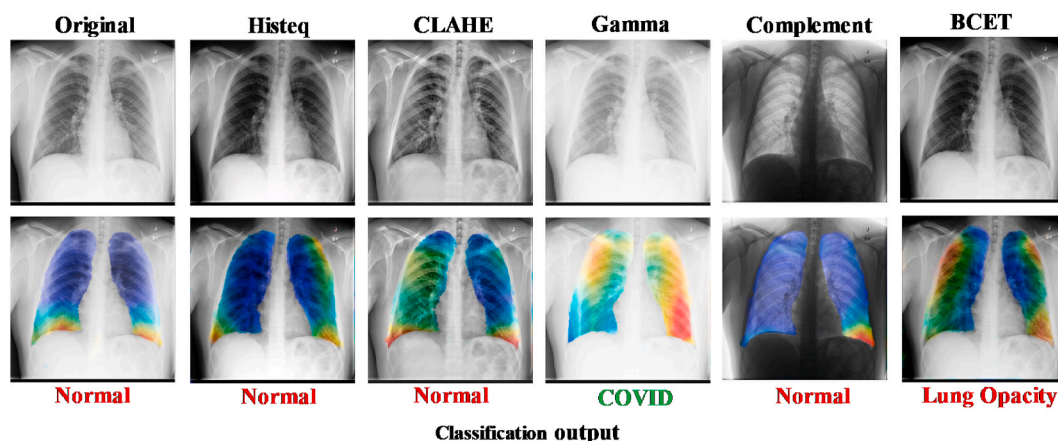 Original Histeq CLAHE Gamma Complement BCET
Normal Normal Normal COVID Normal Lung Opacity
Classification output